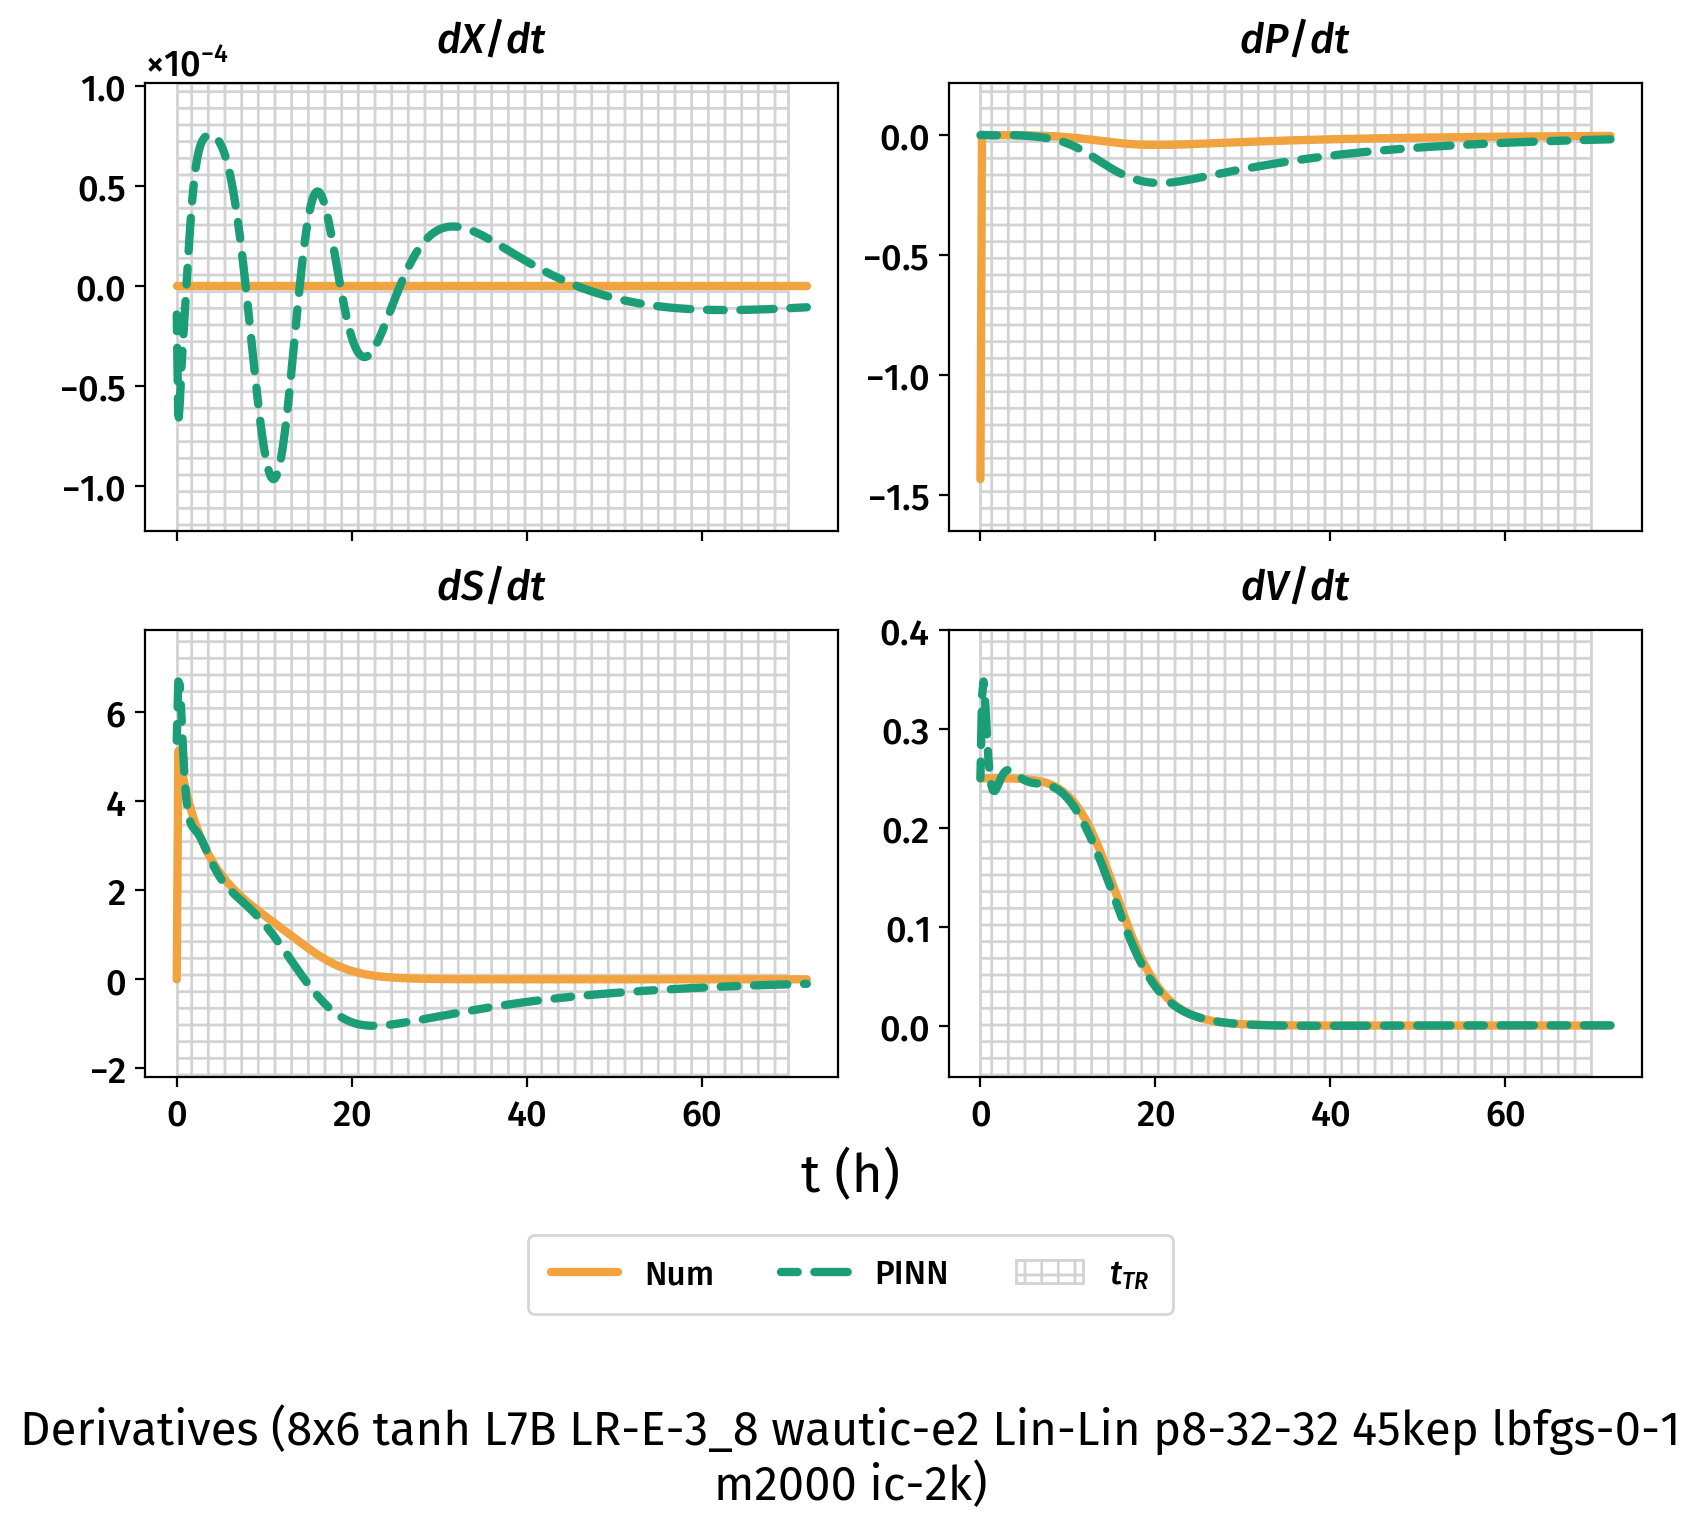 dX/dt
dP/dt
×10⁻⁴
1.0
0.5
0.0
−0.5
−1.0
0.0
−0.5
−1.0
−1.5
dS/dt
dV/dt
6
4
2
0
−2
0.4
0.3
0.2
0.1
0.0
0 20 40 60
0 20 40 60
t (h)
Num PINN t_TR
Derivatives (8x6 tanh L7B LR-E-3_8 wautic-e2 Lin-Lin p8-32-32 45kep lbfgs-0-1
m2000 ic-2k)